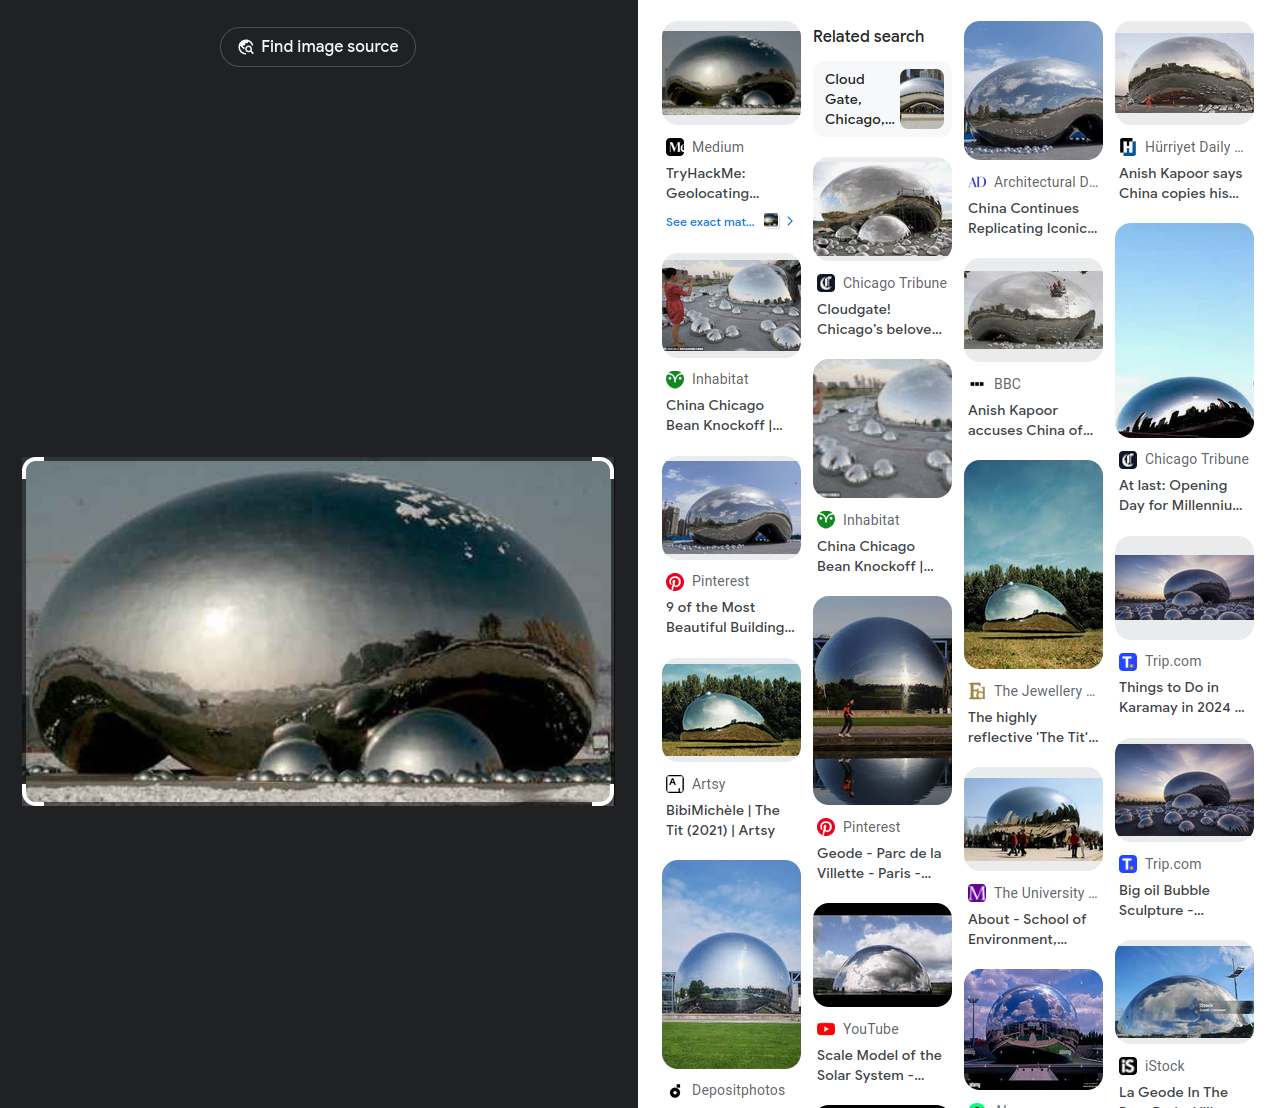 Find image source
Medium
TryHackMe:
Geolocating...
See exact mat...
Inhabitat
China Chicago
Bean Knockoff |...
Pinterest
9 of the Most
Beautiful Building...
Artsy
BibiMichèle | The
Tit (2021) | Artsy
Depositphotos
Related search
Cloud
Gate,
Chicago,...
Chicago Tribune
Cloudgate!
Chicago's belove...
Inhabitat
China Chicago
Bean Knockoff |...
Pinterest
Geode - Parc de la
Villette - Paris -...
YouTube
Scale Model of the
Solar System -...
AD Architectural D...
China Continues
Replicating Iconic...
BBC
Anish Kapoor
accuses China of...
The Jewellery ...
The highly
reflective 'The Tit'...
The University ...
About - School of
Environment,...
Hürriyet Daily ...
Anish Kapoor says
China copies his...
Chicago Tribune
At last: Opening
Day for Millenniu...
Trip.com
Things to Do in
Karamay in 2024 ...
Trip.com
Big oil Bubble
Sculpture -...
iStock
La Geode In The